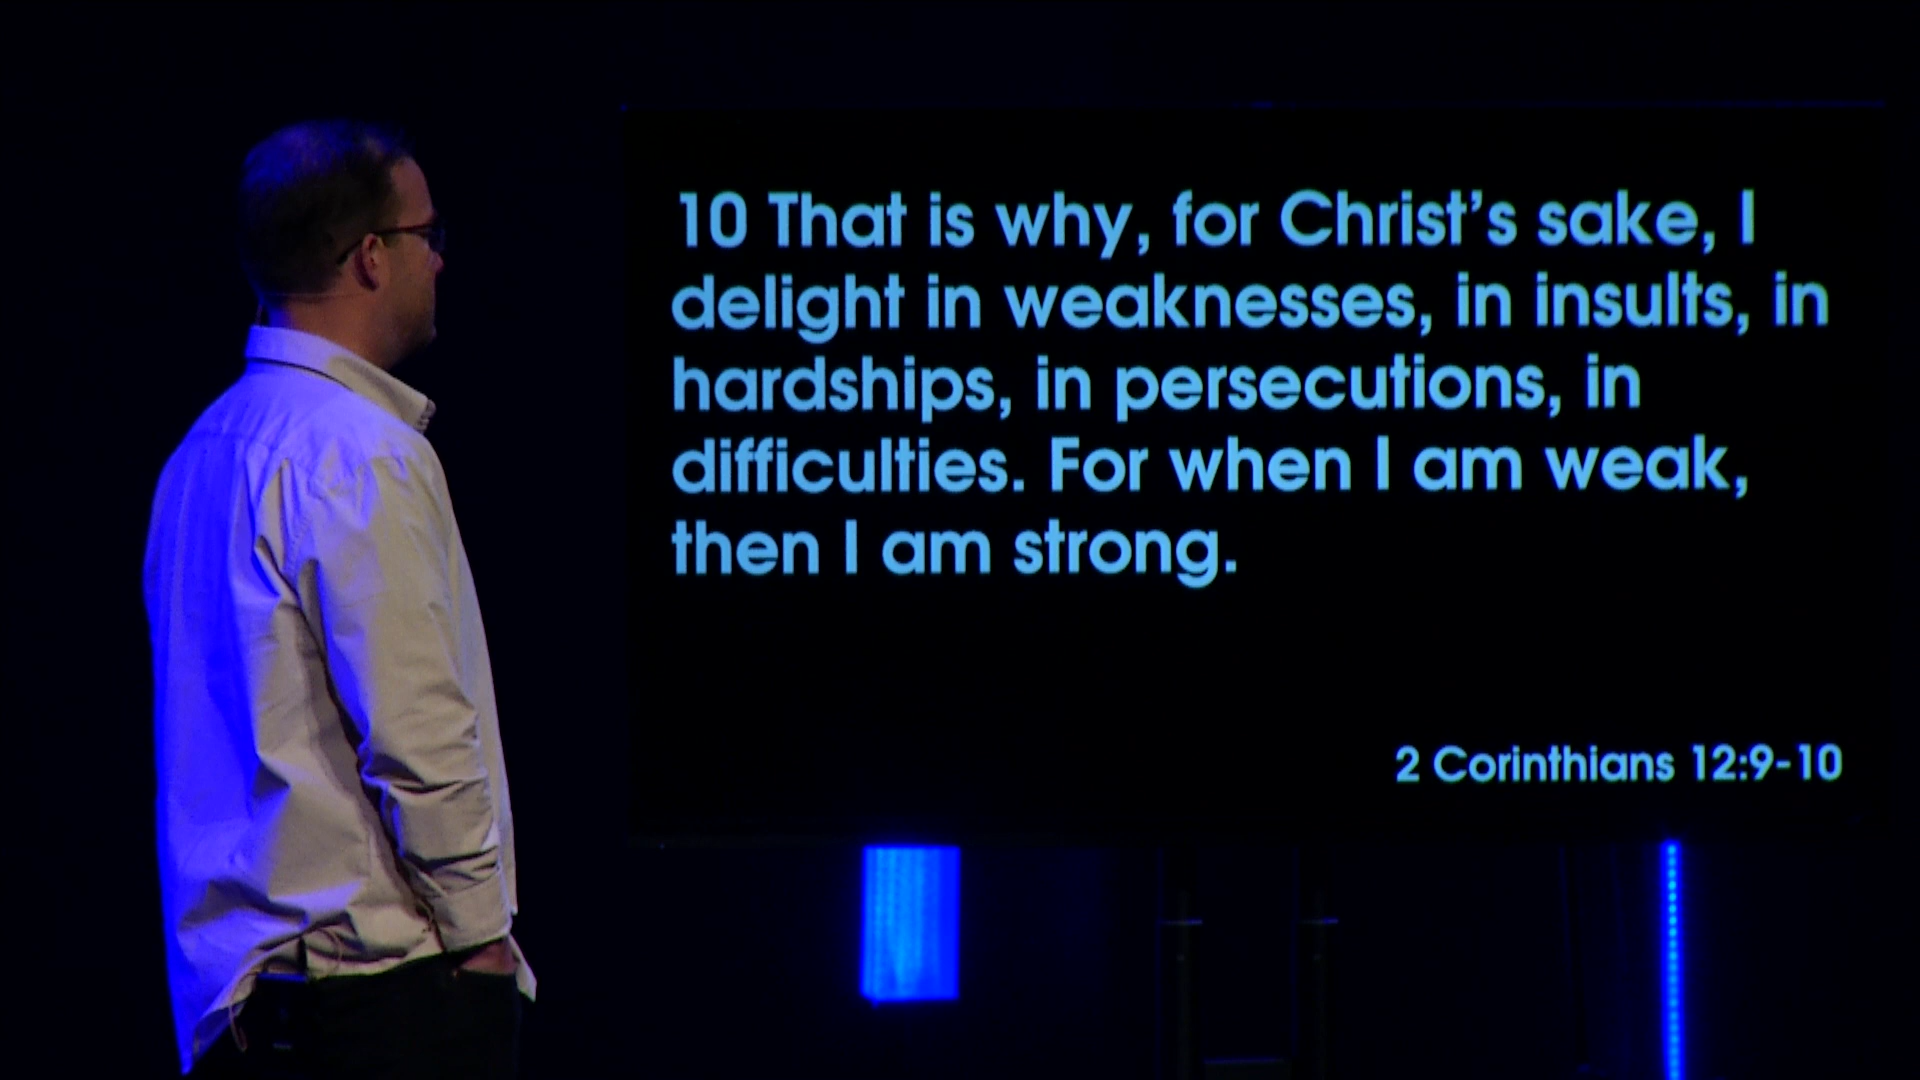 10 That is why, for Christ’s sake, I
delight in weaknesses, in insults, in
hardships, in persecutions, in
difficulties. For when I am weak,
then I am strong.
2 Corinthians 12:9-10